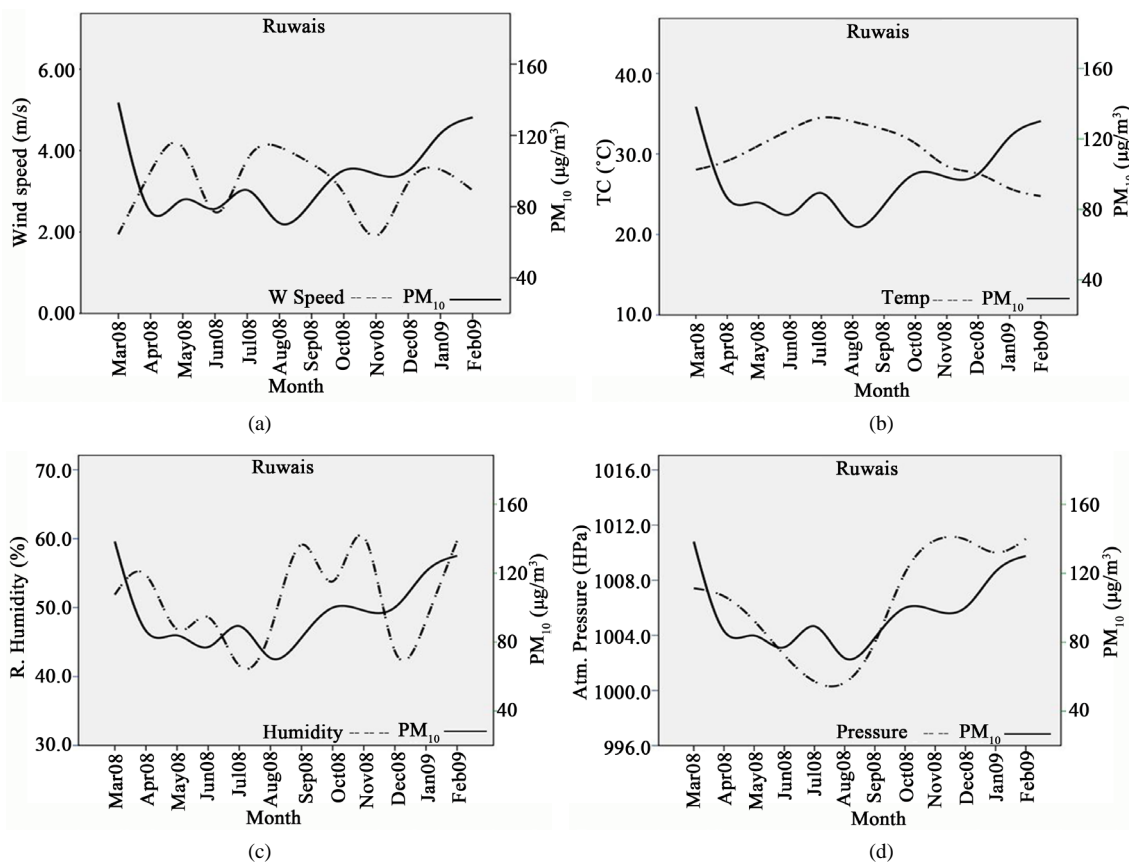 Ruwais
Wind speed (m/s)
6.00
4.00
2.00
0.00
160
120
80
40
PM10 (µg/m³)
W Speed PM10
Mar08 Apr08 May08 Jun08 Jul08 Aug08 Sep08 Oct08 Nov08 Dec08 Jan09 Feb09
Month
(a)
Ruwais
TC (°C)
40.0
30.0
20.0
10.0
160
120
80
40
PM10 (µg/m³)
Temp PM10
Mar08 Apr08 May08 Jun08 Jul08 Aug08 Sep08 Oct08 Nov08 Dec08 Jan09 Feb09
Month
(b)
Ruwais
R. Humidity (%)
70.0
60.0
50.0
40.0
30.0
160
120
80
40
PM10 (µg/m³)
Humidity PM10
Mar08 Apr08 May08 Jun08 Jul08 Aug08 Sep08 Oct08 Nov08 Dec08 Jan09 Feb09
Month
(c)
Ruwais
Atm. Pressure (HPa)
1016.0
1012.0
1008.0
1004.0
1000.0
996.0
160
120
80
40
PM10 (µg/m³)
Pressure PM10
Mar08 Apr08 May08 Jun08 Jul08 Aug08 Sep08 Oct08 Nov08 Dec08 Jan09 Feb09
Month
(d)